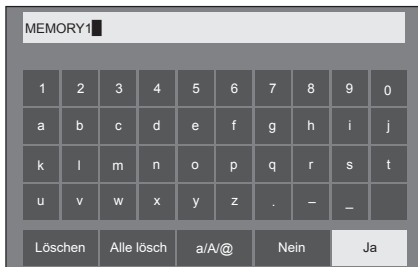 MEMORY1
1 2 3 4 5 6 7 8 9 0
a b c d e f g h i j
k l m n o p q r s t
u v w x y z . – _
Löschen Alle lösch a/A/@ Nein Ja